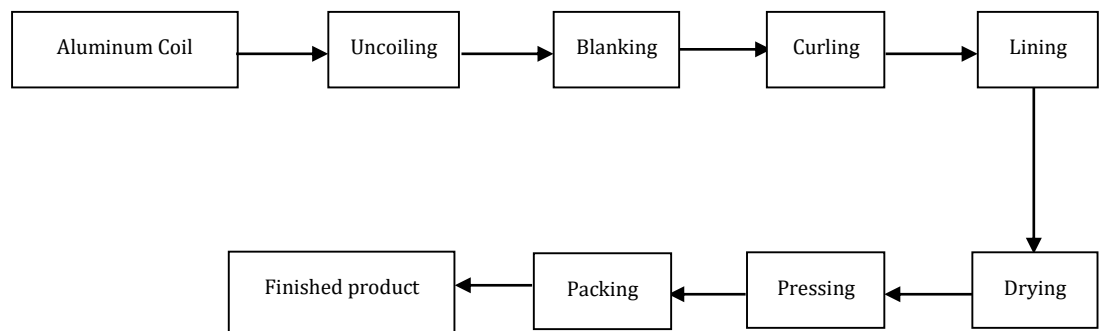 Aluminum Coil
Uncoiling
Blanking
Curling
Lining
Drying
Pressing
Packing
Finished product